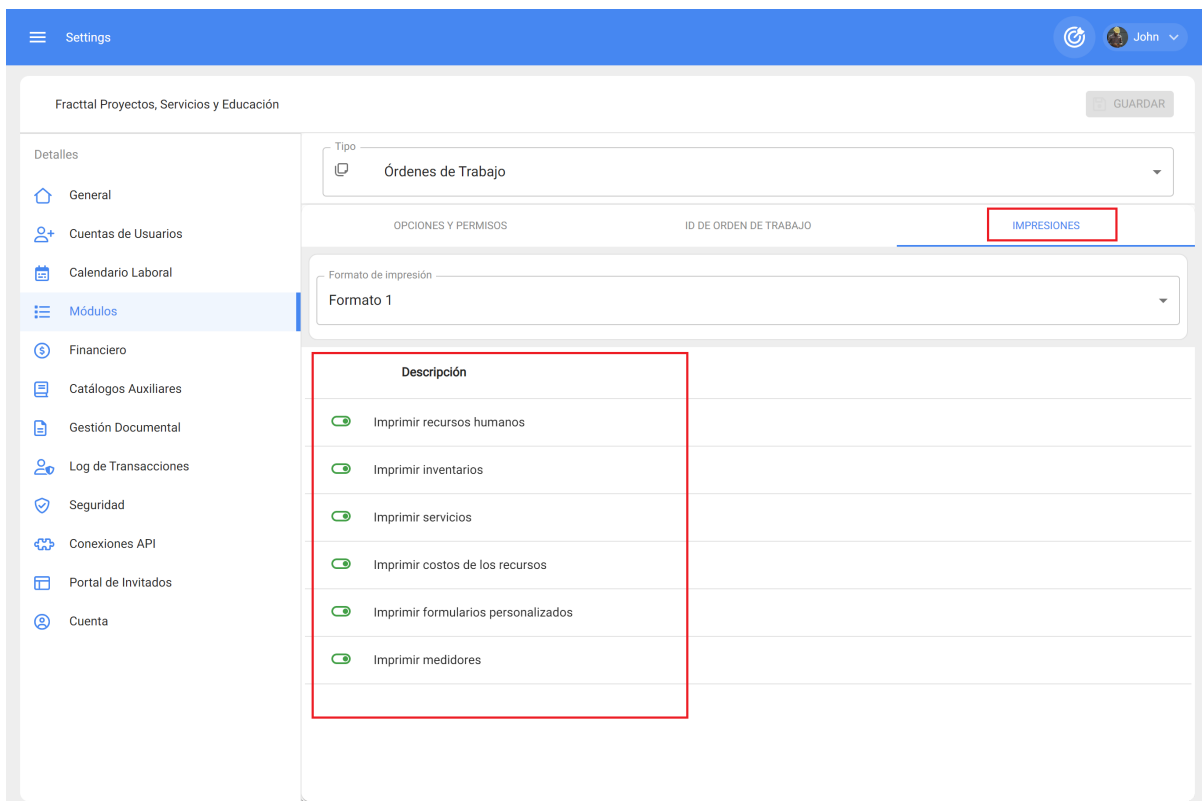 Settings
John
Fracttal Proyectos, Servicios y Educación
GUARDAR
Detalles
General
Cuentas de Usuarios
Calendario Laboral
Módulos
Financiero
Catálogos Auxiliares
Gestión Documental
Log de Transacciones
Seguridad
Conexiones API
Portal de Invitados
Cuenta
Tipo
Órdenes de Trabajo
OPCIONES Y PERMISOS
ID DE ORDEN DE TRABAJO
IMPRESIONES
Formato de impresión
Formato 1
Descripción
Imprimir recursos humanos
Imprimir inventarios
Imprimir servicios
Imprimir costos de los recursos
Imprimir formularios personalizados
Imprimir medidores